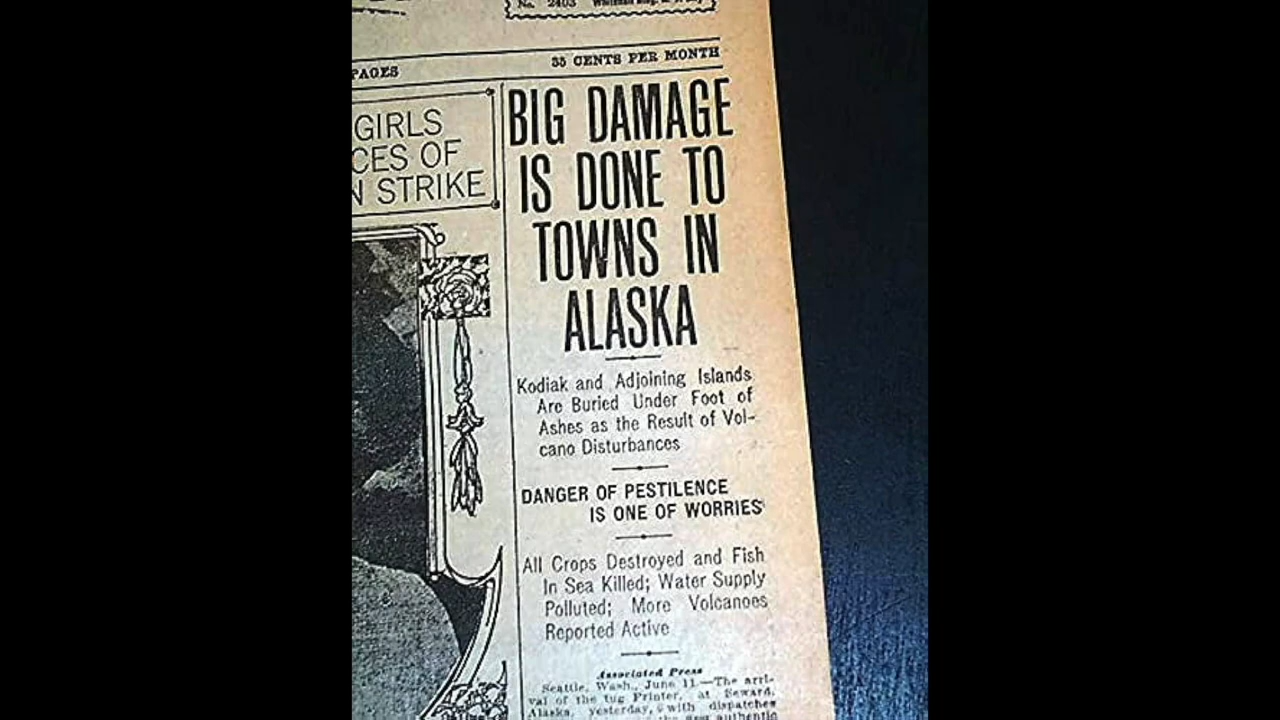 No. 2403
PAGES
35 CENTS PER MONTH
GIRLS
CES OF
N STRIKE
BIG DAMAGE
IS DONE TO
TOWNS IN
ALASKA
Kodiak and Adjoining Islands
Are Buried Under Foot of
Ashes as the Result of Vol-
cano Disturbances
DANGER OF PESTILENCE
IS ONE OF WORRIES
All Crops Destroyed and Fish
In Sea Killed; Water Supply
Polluted; More Volcanoes
Reported Active
Associated Press
Seattle, Wash., June 11.—The arri-
val of the tug Printer, at Seward,
Alaska, yesterday, with dispatches
authentic